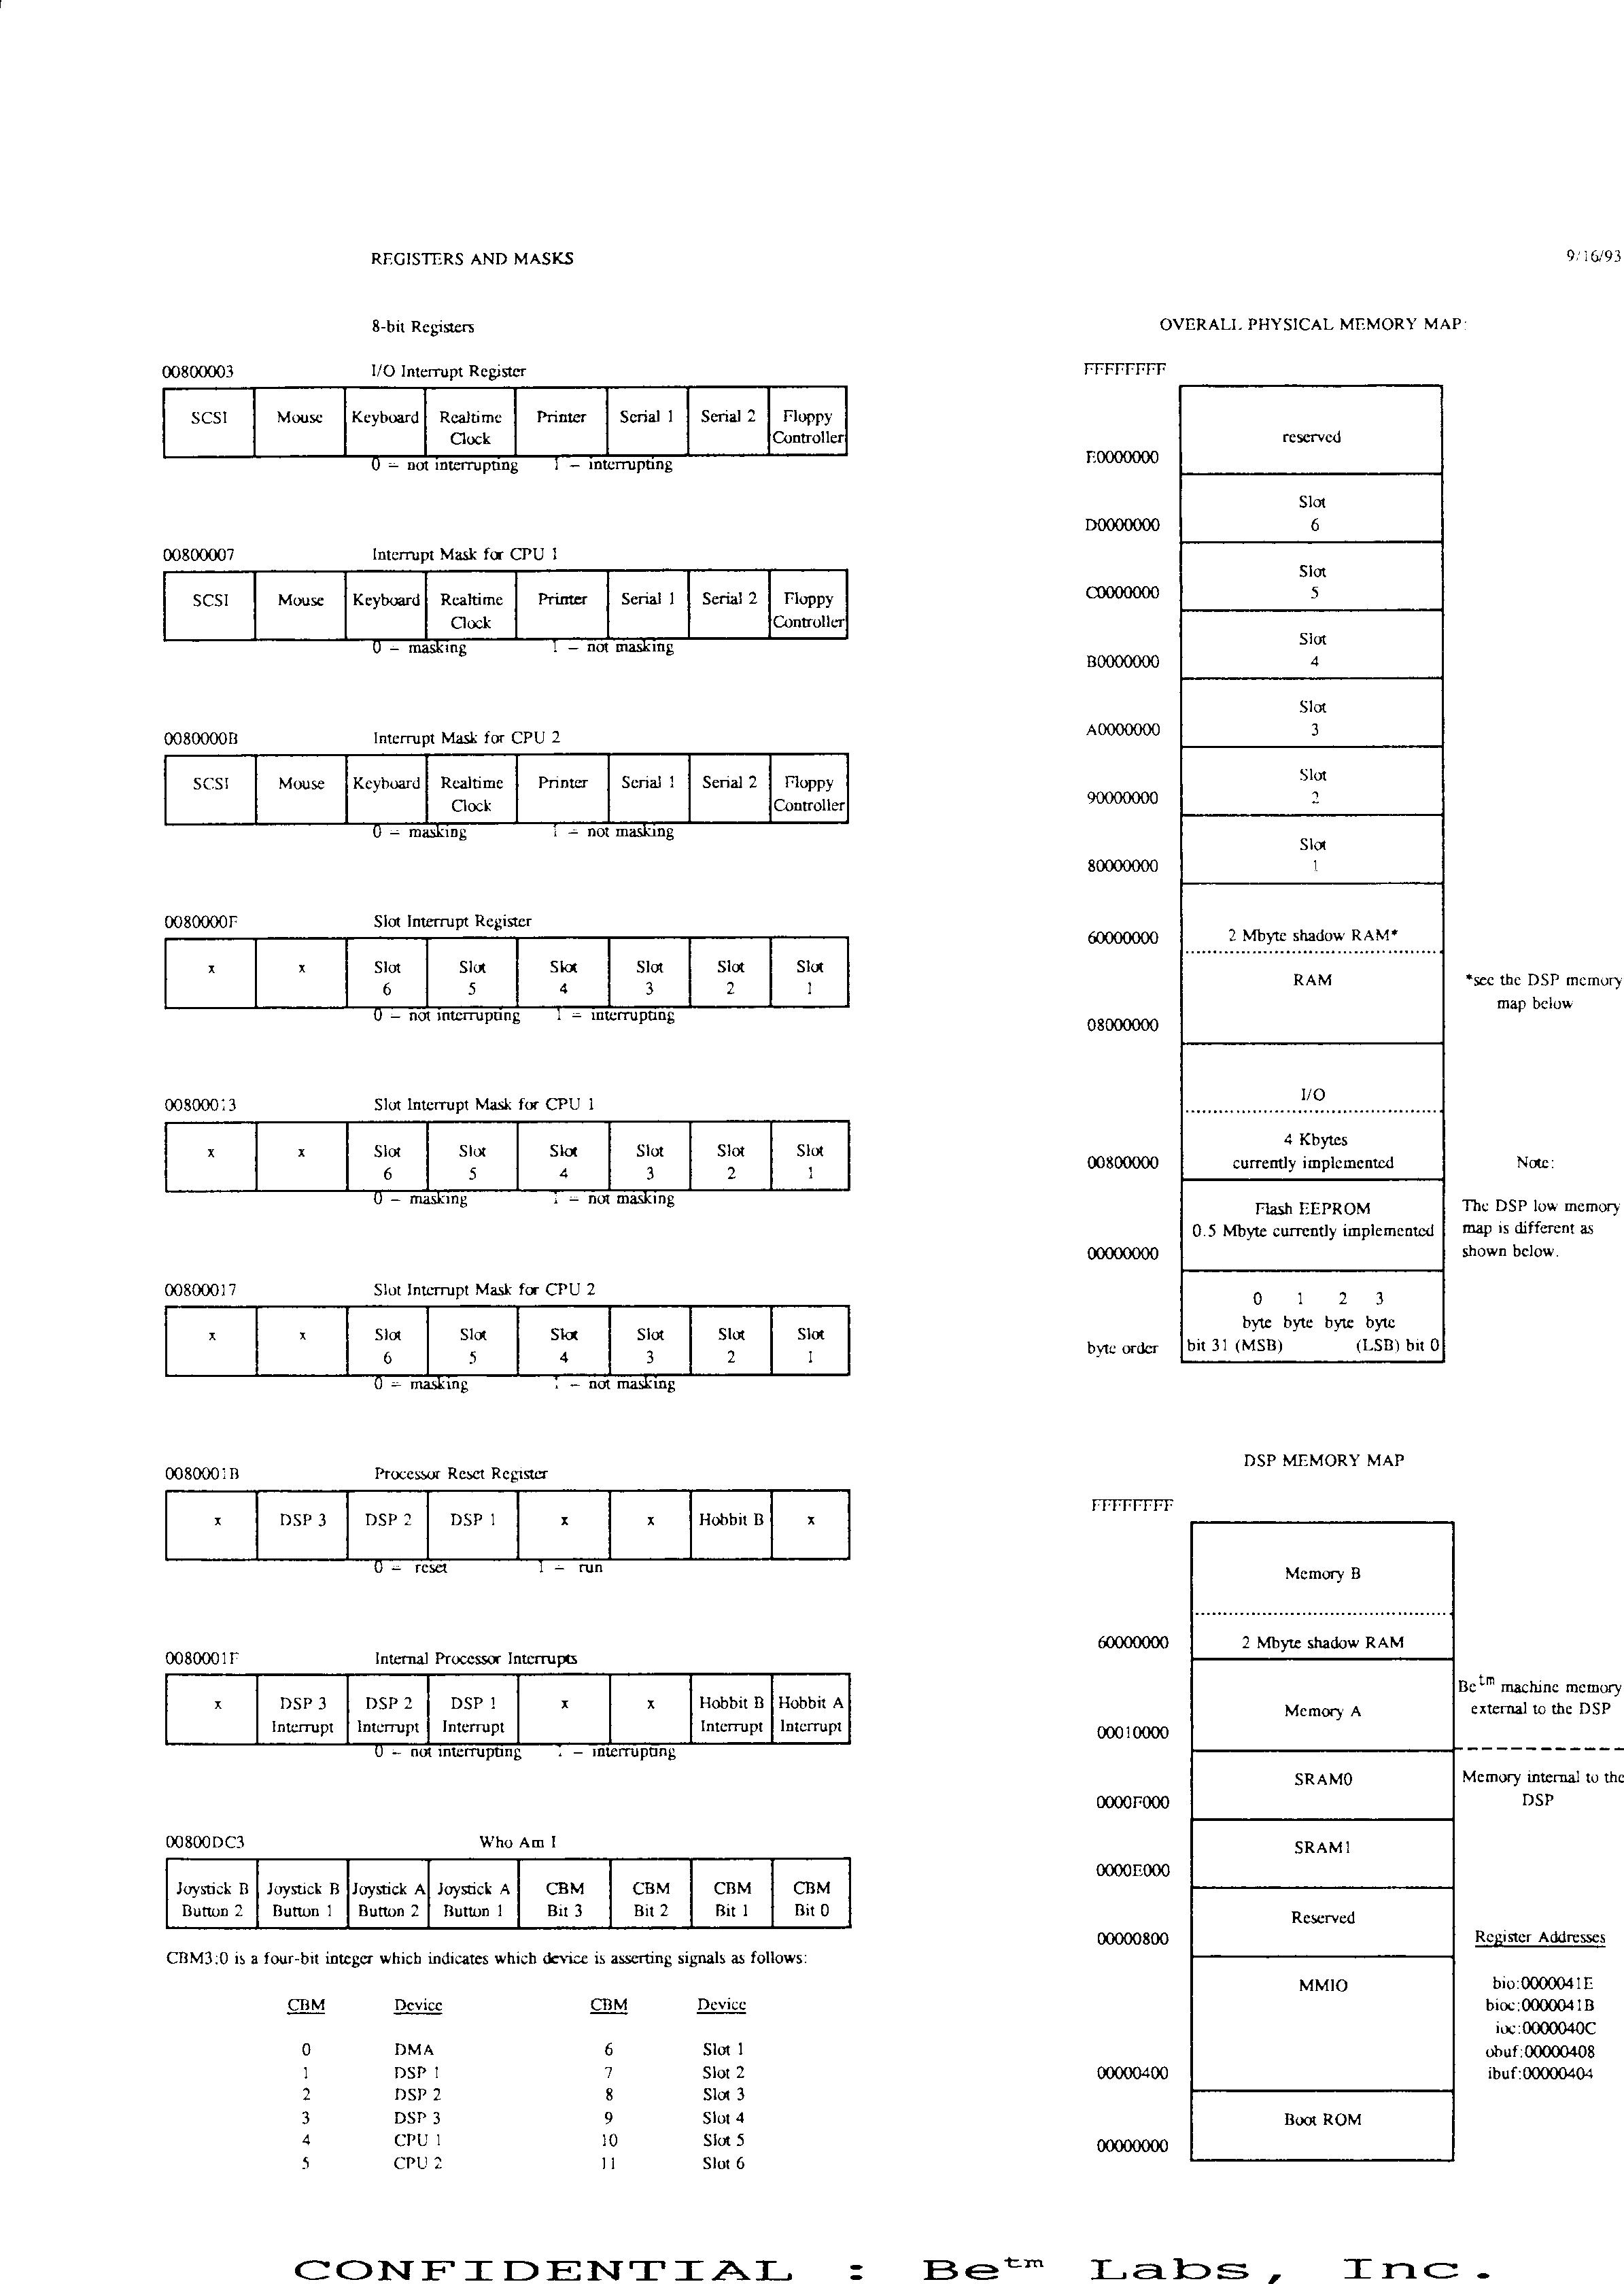 REGISTERS AND MASKS
9/16/93
8-bit Registers
00800003 I/O Interrupt Register
SCSI Mouse Keyboard Realtime Clock Printer Serial 1 Serial 2 Floppy Controller
0 = not interrupting 1 = interrupting
00800007 Interrupt Mask for CPU 1
SCSI Mouse Keyboard Realtime Clock Printer Serial 1 Serial 2 Floppy Controller
0 = masking 1 = not masking
0080000B Interrupt Mask for CPU 2
SCSI Mouse Keyboard Realtime Clock Printer Serial 1 Serial 2 Floppy Controller
0 = masking 1 = not masking
0080000F Slot Interrupt Register
x x Slot 6 Slot 5 Slot 4 Slot 3 Slot 2 Slot 1
0 = not interrupting 1 = interrupting
00800013 Slot Interrupt Mask for CPU 1
x x Slot 6 Slot 5 Slot 4 Slot 3 Slot 2 Slot 1
0 = masking 1 = not masking
00800017 Slot Interrupt Mask for CPU 2
x x Slot 6 Slot 5 Slot 4 Slot 3 Slot 2 Slot 1
0 = masking 1 = not masking
0080001B Processor Reset Register
x DSP 3 DSP 2 DSP 1 x x Hobbit B x
0 = reset 1 = run
0080001F Internal Processor Interrupts
x DSP 3 Interrupt DSP 2 Interrupt DSP 1 Interrupt x x Hobbit B Interrupt Hobbit A Interrupt
0 = not interrupting 1 = interrupting
00800DC3 Who Am I
Joystick B Button 2 Joystick B Button 1 Joystick A Button 2 Joystick A Button 1 CBM Bit 3 CBM Bit 2 CBM Bit 1 CBM Bit 0
CBM3:0 is a four-bit integer which indicates which device is asserting signals as follows:
CBM Device CBM Device
0 DMA 6 Slot 1
1 DSP 1 7 Slot 2
2 DSP 2 8 Slot 3
3 DSP 3 9 Slot 4
4 CPU 1 10 Slot 5
5 CPU 2 11 Slot 6
OVERALL PHYSICAL MEMORY MAP:
FFFFFFFF
reserved
E0000000
Slot
D0000000 6
Slot
C0000000 5
Slot
B0000000 4
Slot
A0000000 3
Slot
90000000 2
Slot
80000000 1
60000000 2 Mbyte shadow RAM*
RAM
*see the DSP memory
map below
08000000
I/O
4 Kbytes
00800000 currently implemented
Note:
Flash EEPROM
0.5 Mbyte currently implemented
00000000
The DSP low memory
map is different as
shown below.
0 1 2 3
byte byte byte byte
byte order bit 31 (MSB) (LSB) bit 0
DSP MEMORY MAP
FFFFFFFF
Memory B
60000000 2 Mbyte shadow RAM
Memory A
Be™ machine memory
external to the DSP
00010000
SRAM0
Memory internal to the
DSP
0000F000
SRAM1
0000E000
Reserved
00000800
Register Addresses
MMIO
bio:0000041E
bioc:0000041B
ioc:0000040C
obuf:00000408
ibuf:00000404
00000400
Boot ROM
00000000
CONFIDENTIAL : Be™ Labs, Inc.